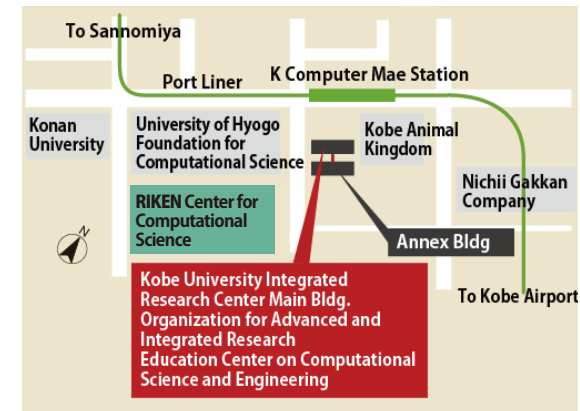 To Sannomiya
Port Liner
K Computer Mae Station
Konan
University
University of Hyogo
Foundation for
Computational Science
Kobe Animal
Kingdom
Nichii Gakkan
Company
RIKEN Center for
Computational
Science
N
Annex Bldg
Kobe University Integrated
Research Center Main Bldg.
Organization for Advanced and
Integrated Research
Education Center on Computational
Science and Engineering
To Kobe Airport